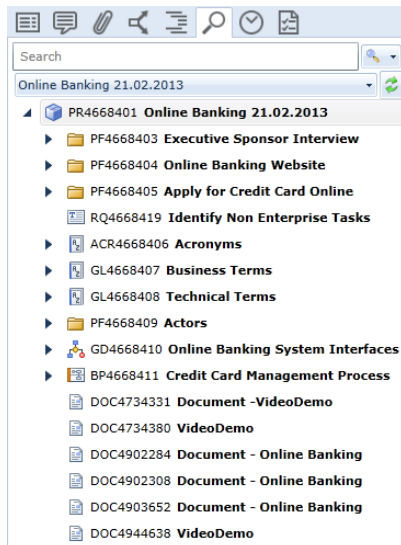 Search
Online Banking 21.02.2013
PR4668401 Online Banking 21.02.2013
PF4668403 Executive Sponsor Interview
PF4668404 Online Banking Website
PF4668405 Apply for Credit Card Online
RQ4668419 Identify Non Enterprise Tasks
ACR4668406 Acronyms
GL4668407 Business Terms
GL4668408 Technical Terms
PF4668409 Actors
GD4668410 Online Banking System Interfaces
BP4668411 Credit Card Management Process
DOC4734331 Document -VideoDemo
DOC4734380 VideoDemo
DOC4902284 Document - Online Banking
DOC4902308 Document - Online Banking
DOC4903652 Document - Online Banking
DOC4944638 VideoDemo